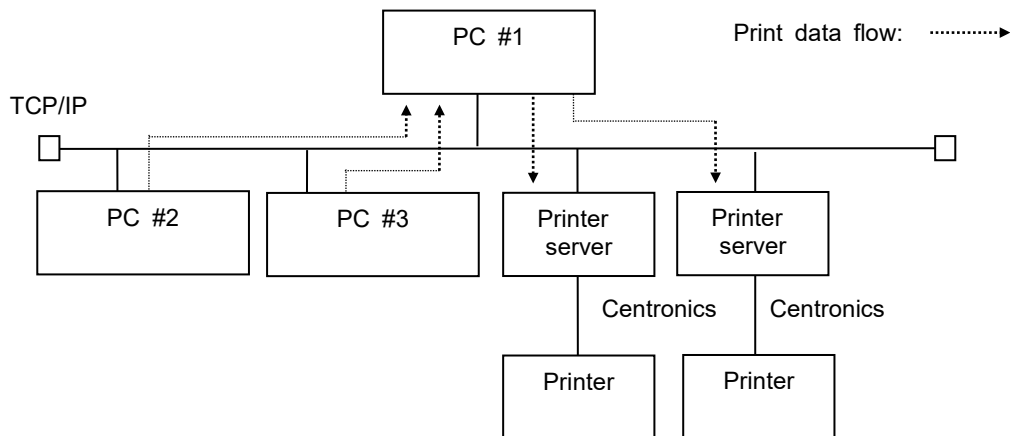 PC #1
Print data flow:
TCP/IP
PC #2
PC #3
Printer
server
Printer
server
Centronics
Centronics
Printer
Printer